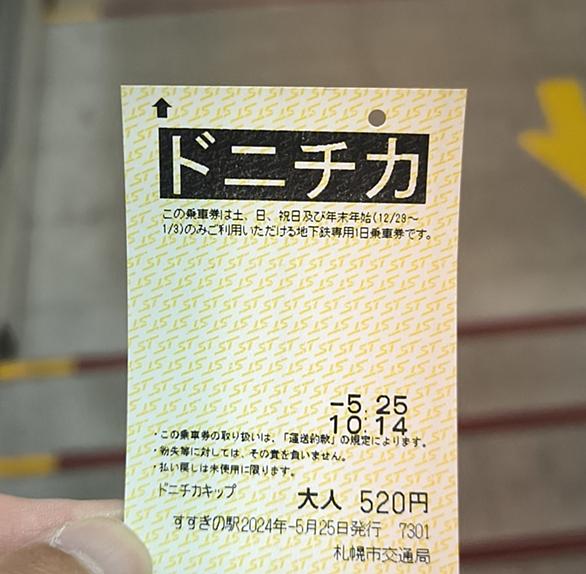 ドニチカ
この乗車券は土、日、祝日及び年末年始(12/29～
1/3)のみご利用いただける地下鉄専用1日乗車券です。
-5.25
10:14
・この乗車券の取り扱いは、「運送約款」の規定によります。
・紛失等に対しては、その責を負いません。
・払い戻しは未使用に限ります。
ドニチカキップ
大人 520円
すすきの駅2024年-5月25日発行 7301
札幌市交通局